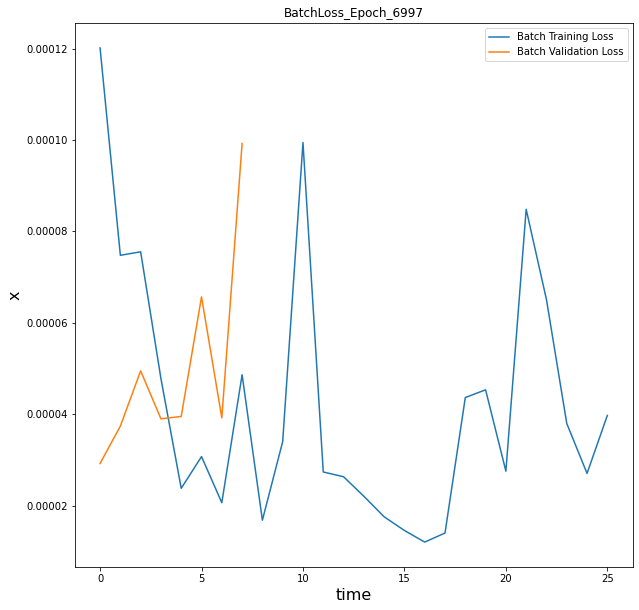 BatchLoss_Epoch_6997
Batch Training Loss
Batch Validation Loss
0.00012
0.00010
0.00008
0.00006
0.00004
0.00002
x
0 5 10 15 20 25
time